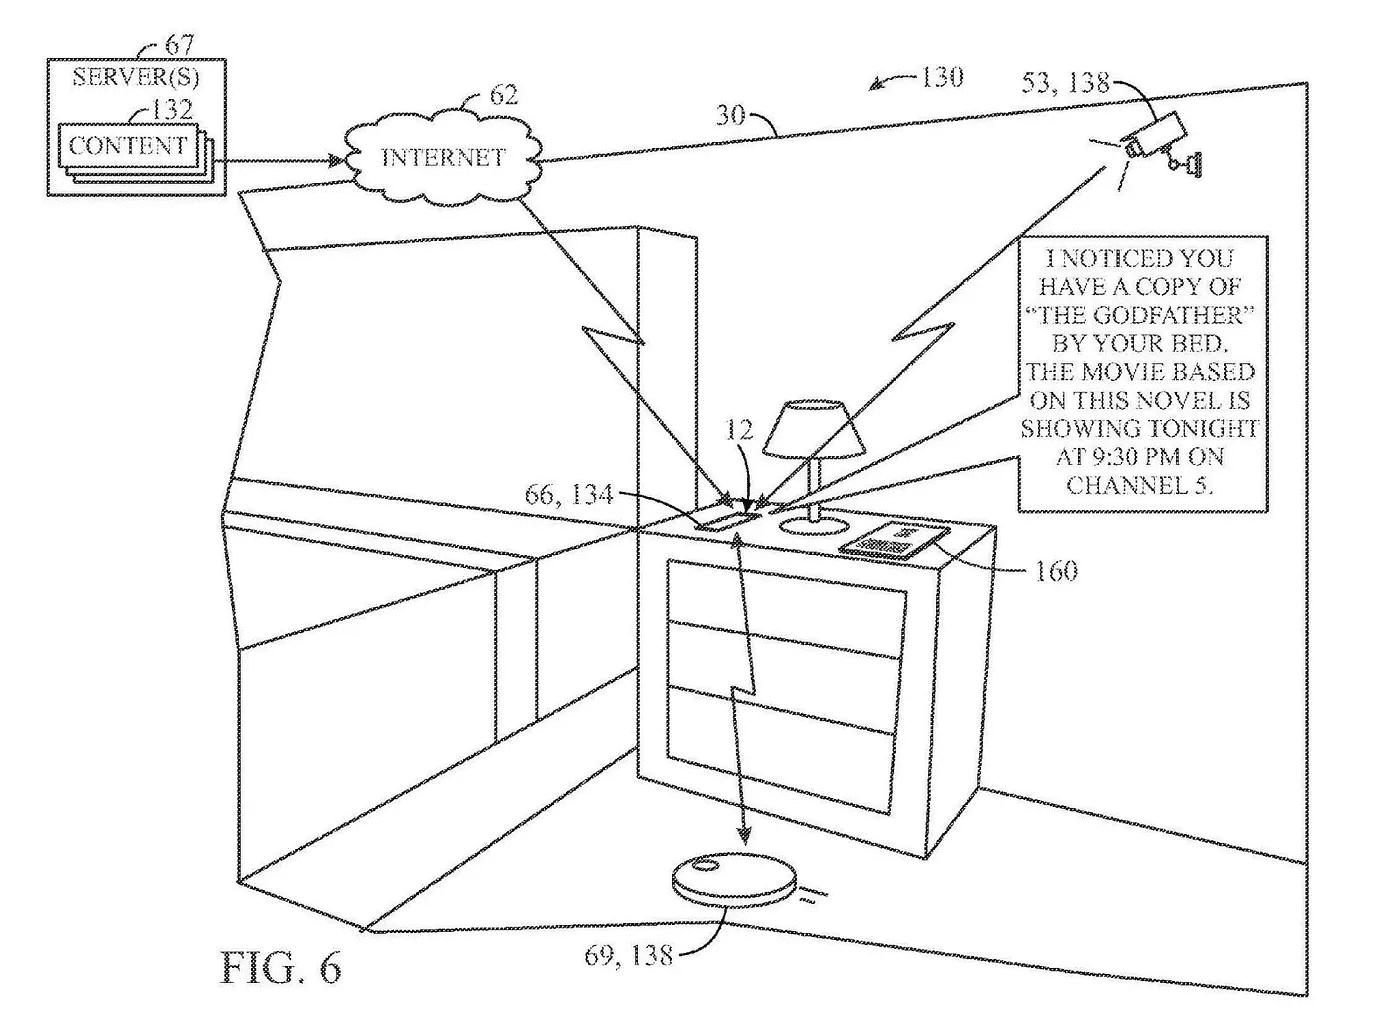 67
SERVER(S)
132
CONTENT
62
INTERNET
130
30
53, 138
I NOTICED YOU
HAVE A COPY OF
“THE GODFATHER”
BY YOUR BED.
THE MOVIE BASED
ON THIS NOVEL IS
SHOWING TONIGHT
AT 9:30 PM ON
CHANNEL 5.
12
66, 134
160
69, 138
FIG. 6